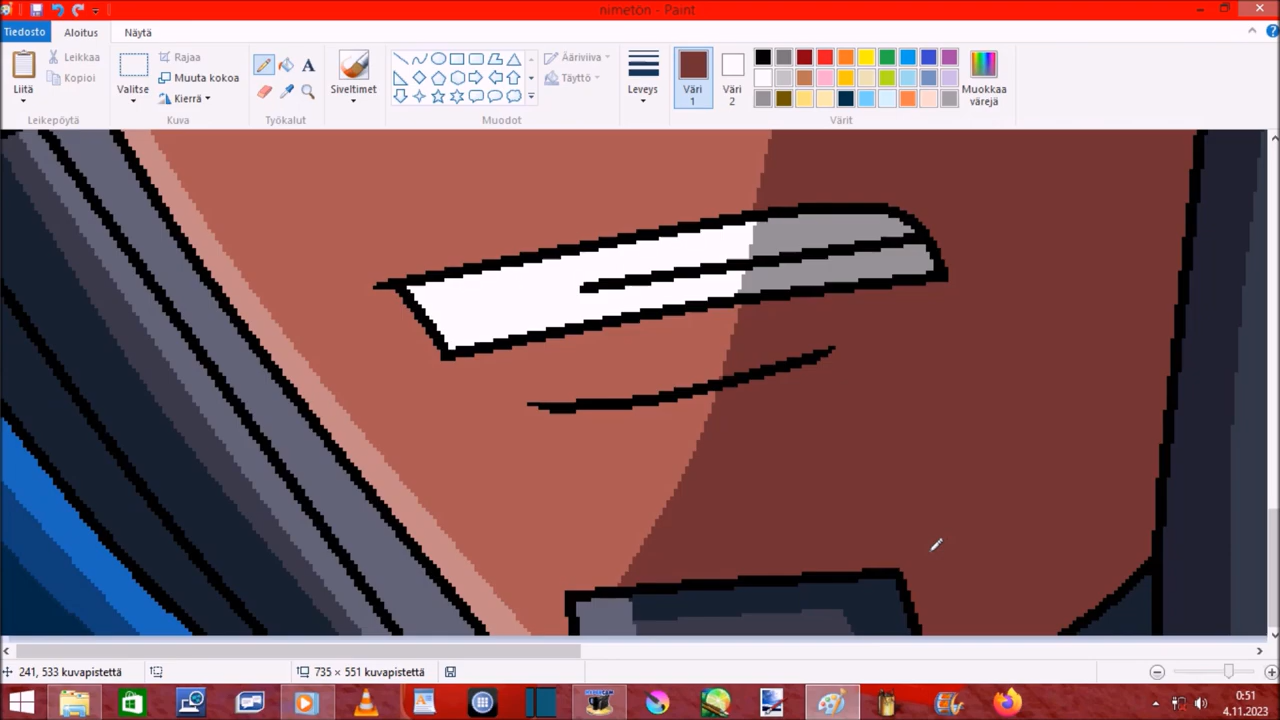 nimetön - Paint
Tiedosto Aloitus Näytä
Liitä
Leikkaa
Kopioi
Leikepöytä
Valitse
Rajaa
Muuta kokoa
Kierrä
Kuva
A
Työkalut
Siveltimet
Ääriviiva
Täyttö
Muodot
Leveys
Väri 1
Väri 2
Muokkaa värejä
Värit
241, 533 kuvapistettä
735 × 551 kuvapistettä
0:51
4.11.2023